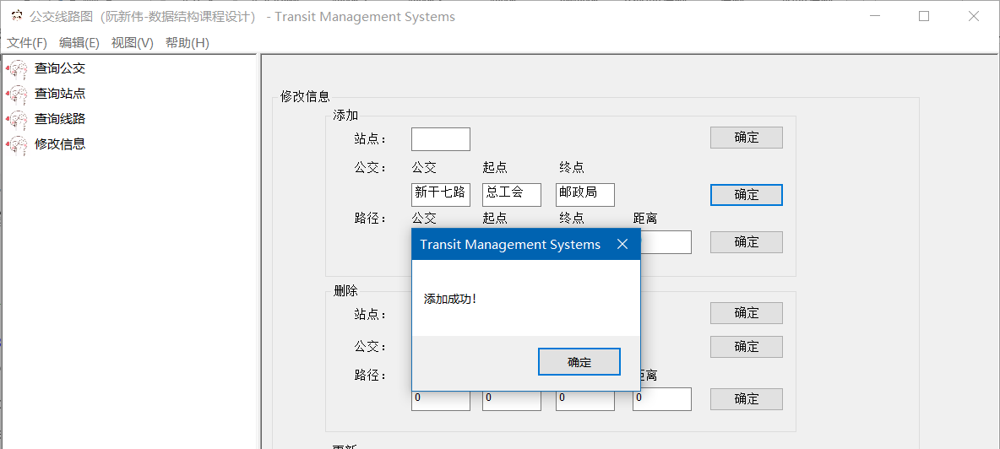 公交线路图（阮新伟-数据结构课程设计） - Transit Management Systems
文件(F) 编辑(E) 视图(V) 帮助(H)
查询公交
查询站点
查询线路
修改信息
修改信息
添加
站点： 确定
公交： 公交 起点 终点
新干七路 总工会 邮政局 确定
路径： 公交 起点 终点 距离
确定
Transit Management Systems
添加成功！
确定
删除
站点： 确定
公交： 确定
路径： 距离
0 0 0 0 确定
更新